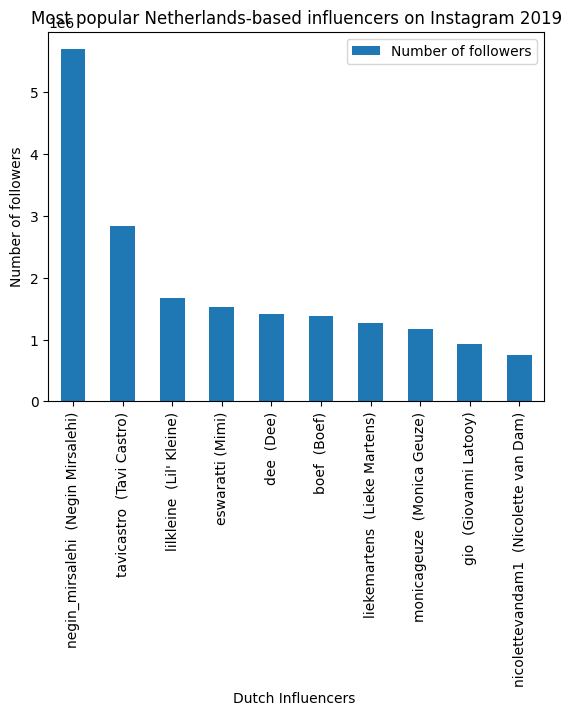 Most popular Netherlands-based influencers on Instagram 2019
1e6
Number of followers
Number of followers
5
4
3
2
1
0
negin_mirsalehi  (Negin Mirsalehi)
tavicastro  (Tavi Castro)
lilkleine  (Lil' Kleine)
eswaratti (Mimi)
dee  (Dee)
boef  (Boef)
liekemartens  (Lieke Martens)
monicageuze  (Monica Geuze)
gio  (Giovanni Latooy)
nicolettevandam1  (Nicolette van Dam)
Dutch Influencers